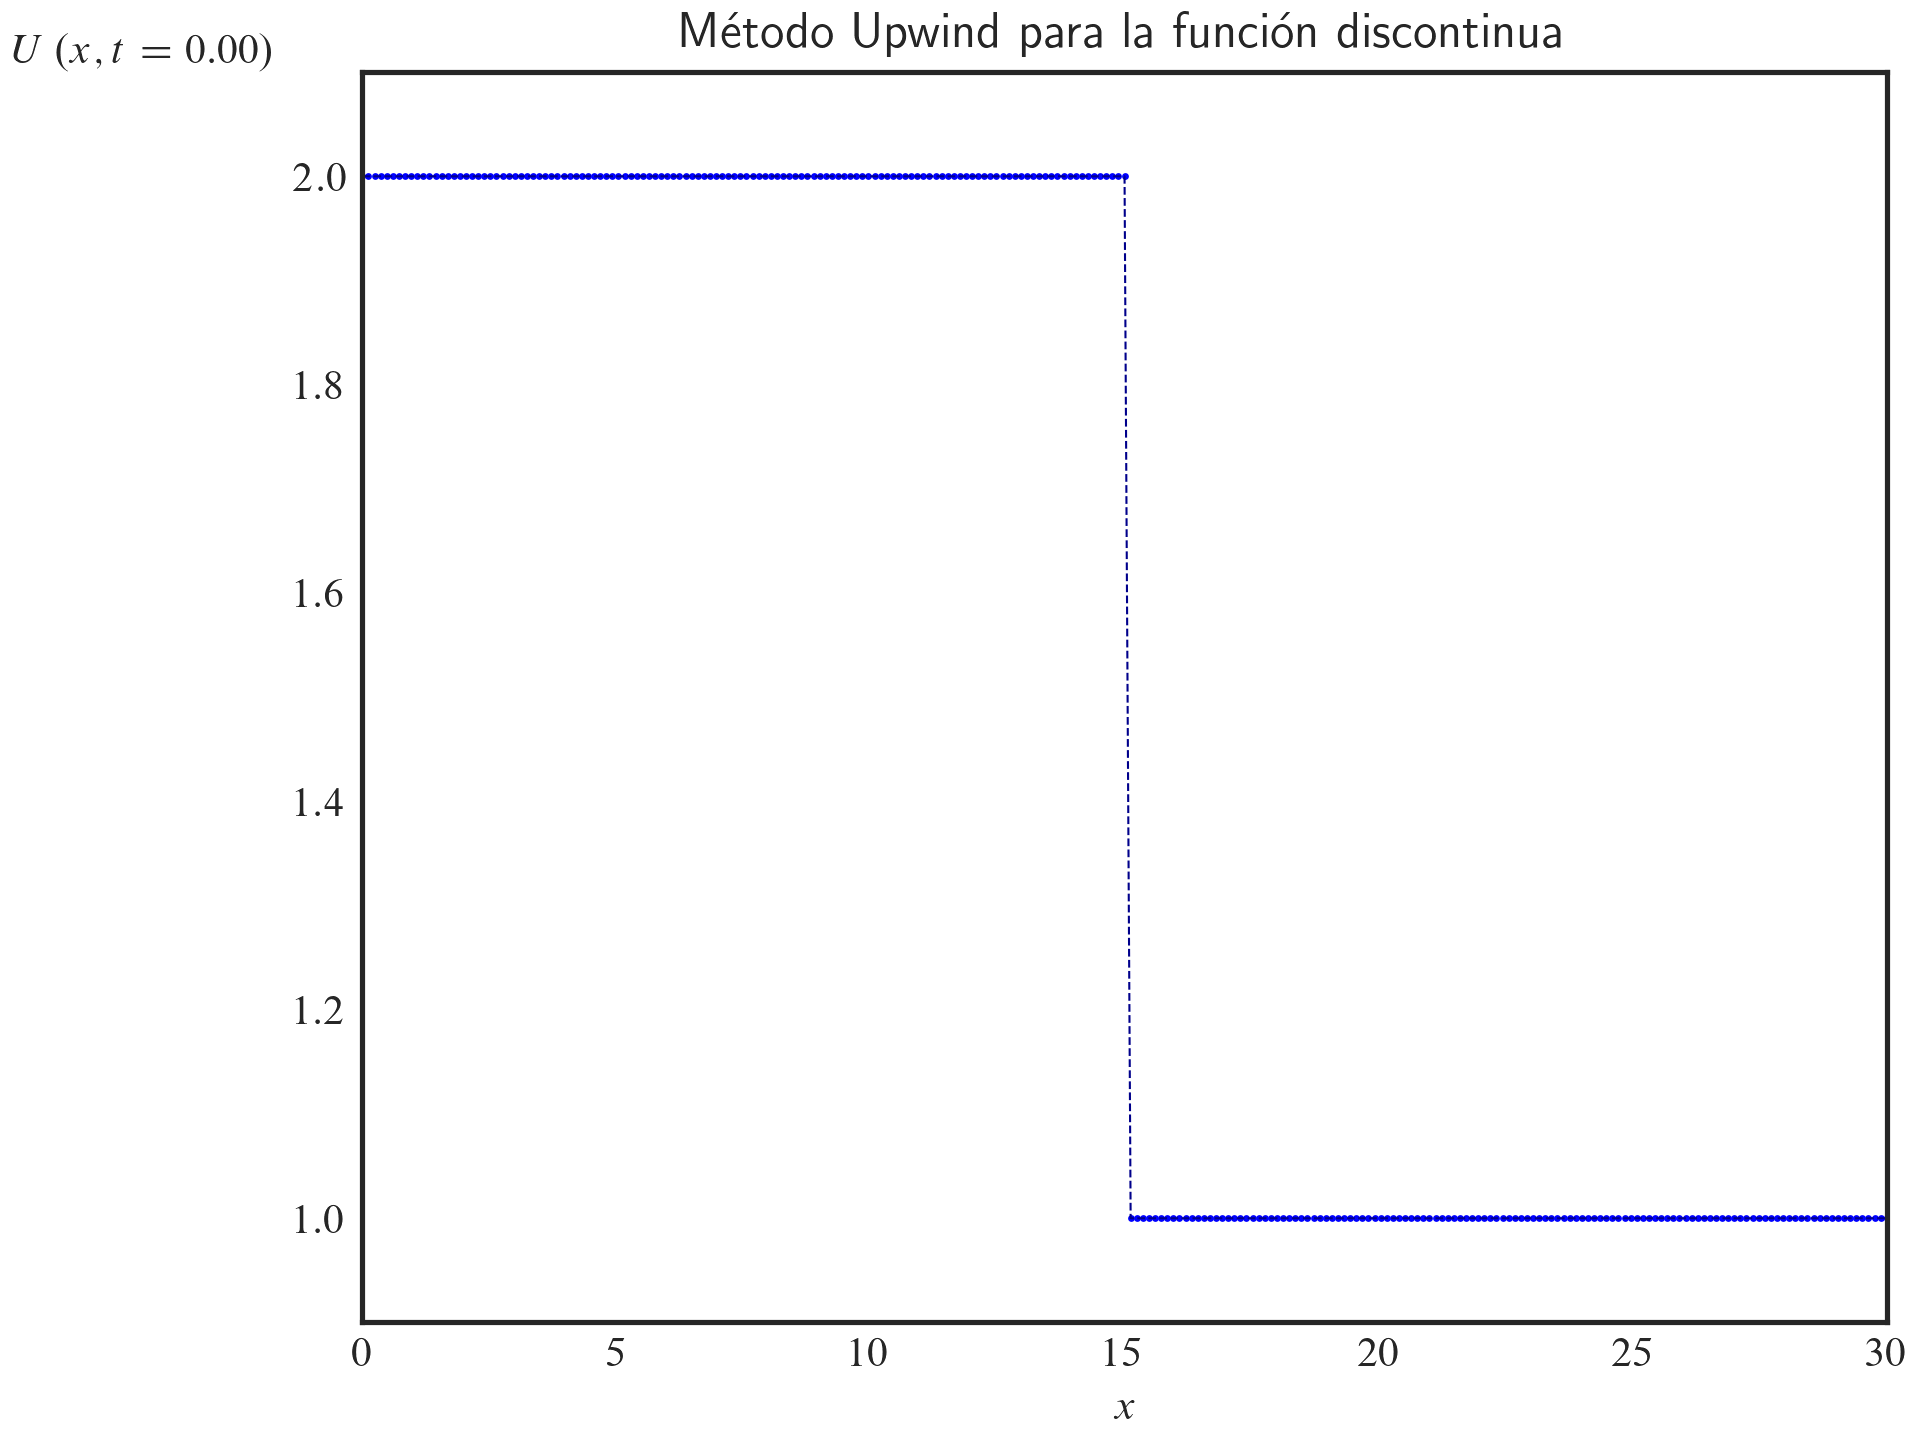 Método Upwind para la función discontinua
U (x, t = 0.00)
2.0
1.8
1.6
1.4
1.2
1.0
0 5 10 15 20 25 30
x